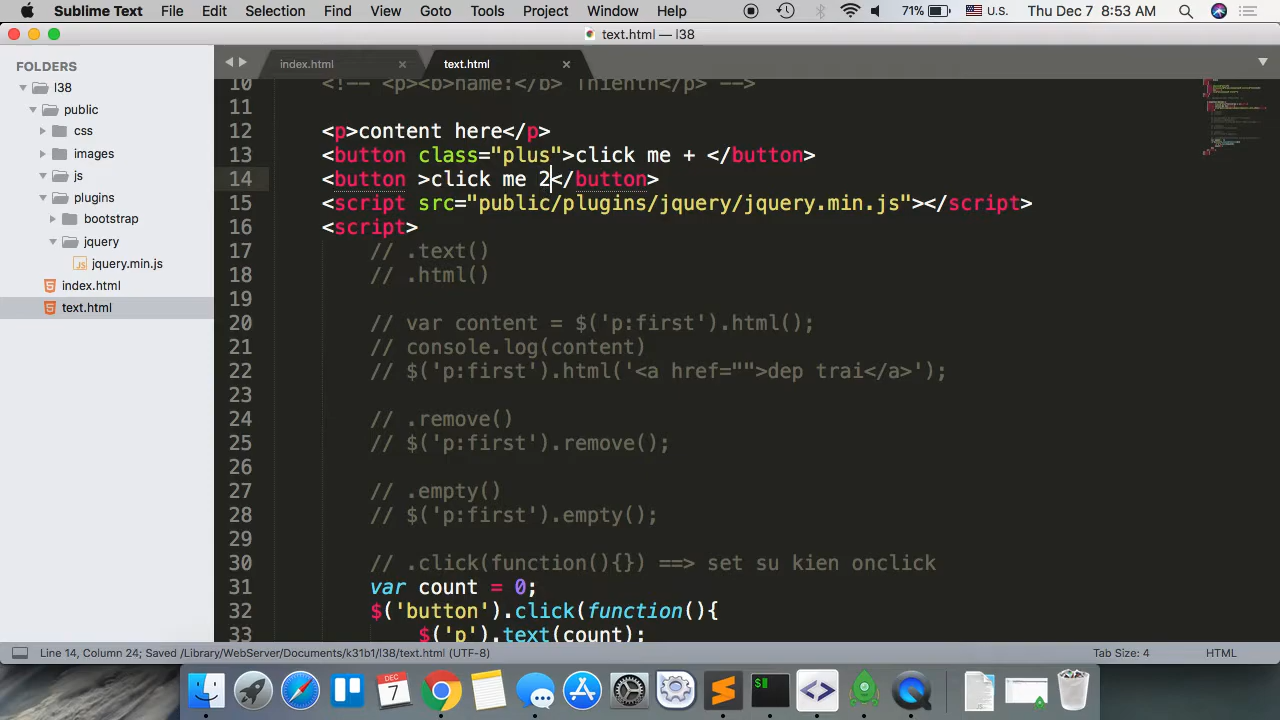 Sublime Text File Edit Selection Find View Goto Tools Project Window Help 71% U.S. Thu Dec 7 8:53 AM
text.html — l38
FOLDERS
l38
public
css
images
js
plugins
bootstrap
jquery
jquery.min.js
index.html
text.html
index.html text.html
10 <!-- <p><b>name:</b> Thienth</p> -->
11
12 <p>content here</p>
13 <button class="plus">click me + </button>
14 <button >click me 2</button>
15 <script src="public/plugins/jquery/jquery.min.js"></script>
16 <script>
17 // .text()
18 // .html()
19
20 // var content = $('p:first').html();
21 // console.log(content)
22 // $('p:first').html('<a href="">dep trai</a>');
23
24 // .remove()
25 // $('p:first').remove();
26
27 // .empty()
28 // $('p:first').empty();
29
30 // .click(function(){}) ==> set su kien onclick
31 var count = 0;
32 $('button').click(function(){
33 $('p').text(count);
Line 14, Column 24; Saved /Library/WebServer/Documents/k31b1/l38/text.html (UTF-8) Tab Size: 4 HTML
DEC
7